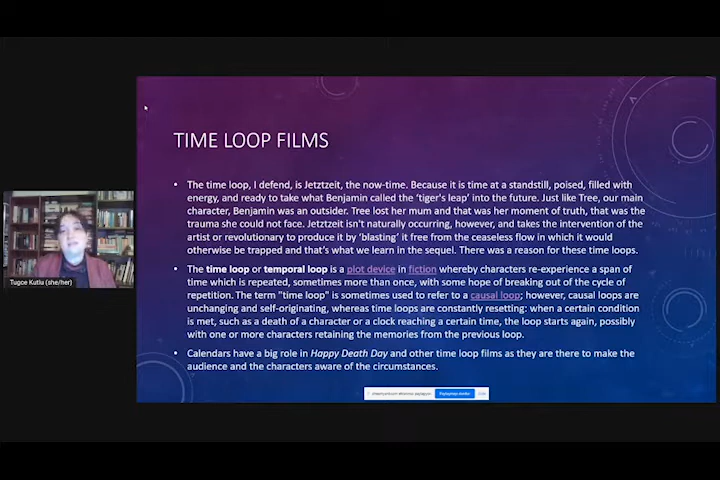 TIME LOOP FILMS
• The time loop, I defend, is Jetztzeit, the now-time. Because it is time at a standstill, poised, filled with
energy, and ready to take what Benjamin called the 'tiger's leap' into the future. Just like Tree, our main
character, Benjamin was an outsider. Tree lost her mum and that was her moment of truth, that was the
trauma she could not face. Jetztzeit isn't naturally occurring, however, and takes the intervention of the
artist or revolutionary to produce it by 'blasting' it free from the ceaseless flow in which it would
otherwise be trapped and that's what we learn in the sequel. There was a reason for these time loops.
• The time loop or temporal loop is a plot device in fiction whereby characters re-experience a span of
time which is repeated, sometimes more than once, with some hope of breaking out of the cycle of
repetition. The term "time loop" is sometimes used to refer to a causal loop; however, causal loops are
unchanging and self-originating, whereas time loops are constantly resetting: when a certain condition
is met, such as a death of a character or a clock reaching a certain time, the loop starts again, possibly
with one or more characters retaining the memories from the previous loop.
• Calendars have a big role in Happy Death Day and other time loop films as they are there to make the
audience and the characters aware of the circumstances.
Tugce Kutlu (she/her)